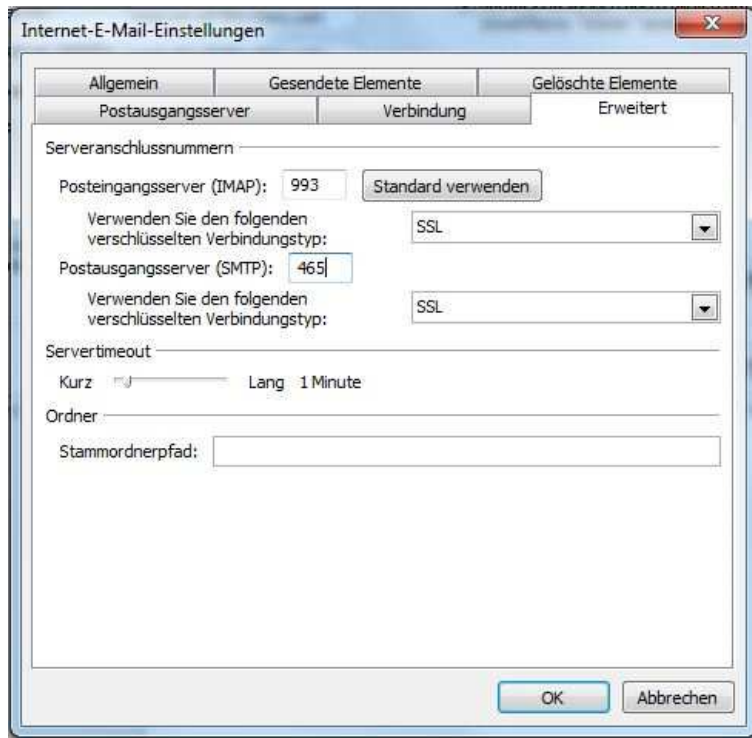 Internet-E-Mail-Einstellungen
Allgemein Gesendete Elemente Gelöschte Elemente
Postausgangsserver Verbindung Erweitert
Serveranschlussnummern
Posteingangsserver (IMAP): 993 Standard verwenden
Verwenden Sie den folgenden
verschlüsselten Verbindungstyp: SSL
Postausgangsserver (SMTP): 465
Verwenden Sie den folgenden
verschlüsselten Verbindungstyp: SSL
Servertimeout
Kurz Lang 1 Minute
Ordner
Stammordnerpfad:
OK Abbrechen